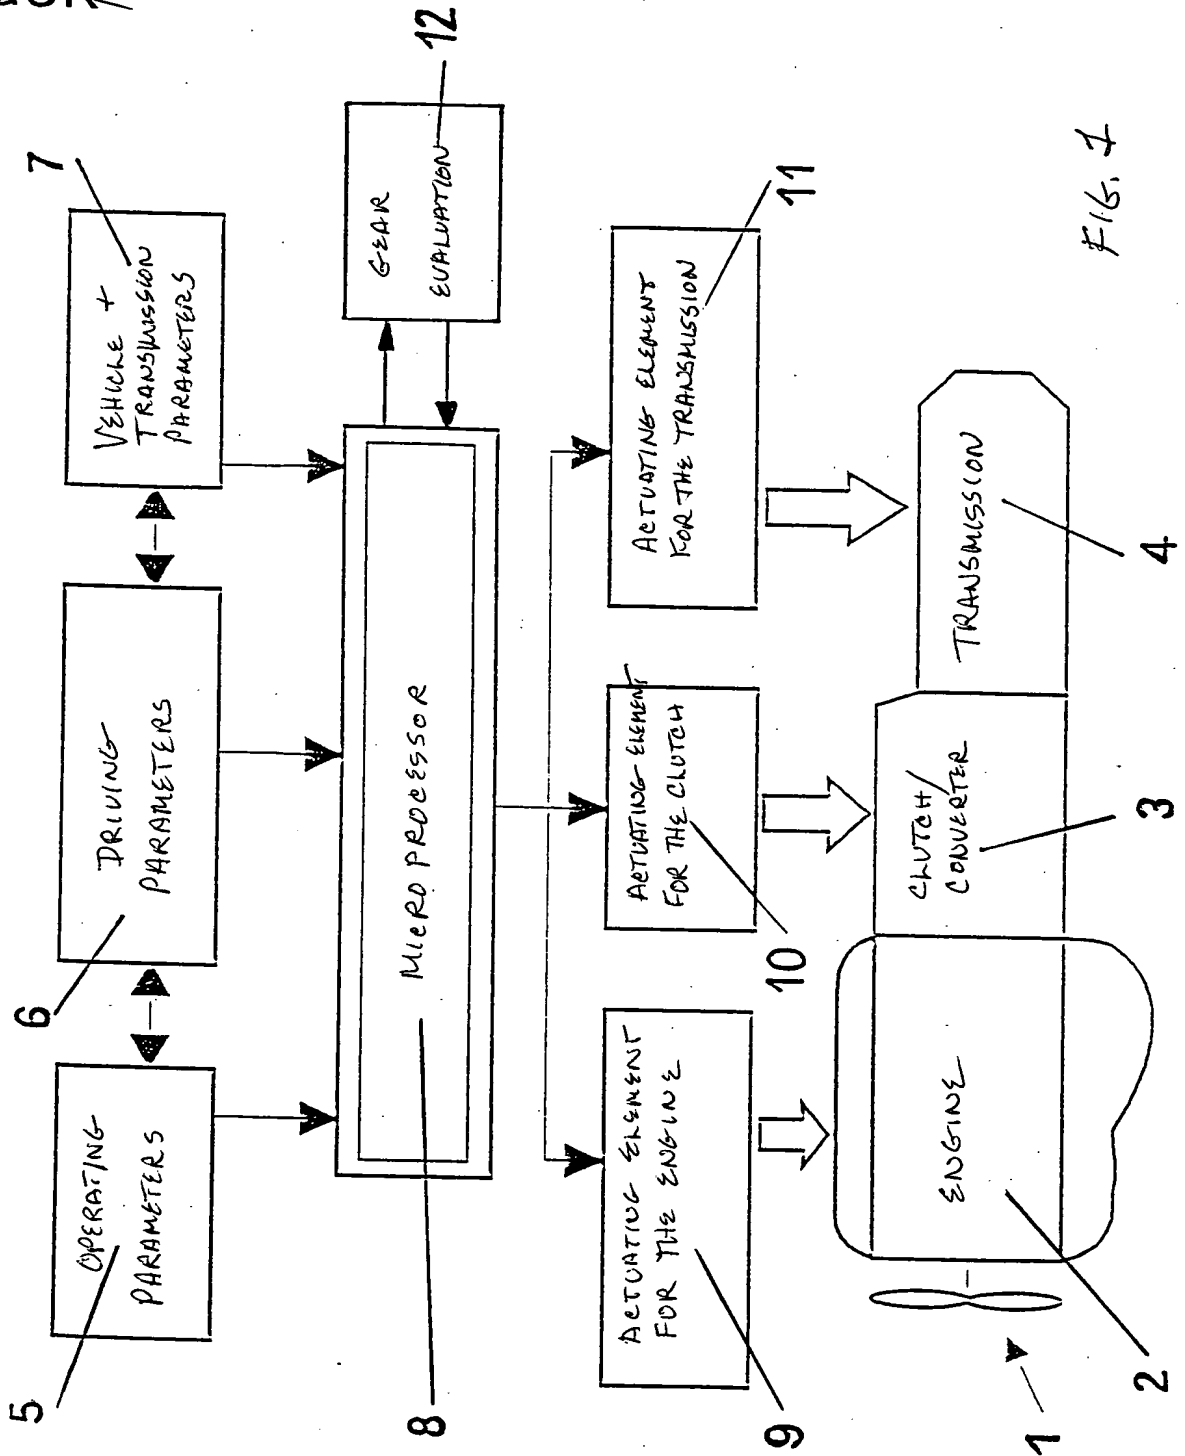 5
6
7
OPERATING
PARAMETERS
DRIVING
PARAMETERS
VEHICLE +
TRANSMISSION
PARAMETERS
MICROPROCESSOR
8
GEAR
EVALUATION
12
ACTUATING ELEMENT
FOR THE ENGINE
9
ACTUATING ELEMENT
FOR THE CLUTCH
10
ACTUATING ELEMENT
FOR THE TRANSMISSION
11
ENGINE
CLUTCH/
CONVERTER
TRANSMISSION
1
2
3
4
FIG. 1